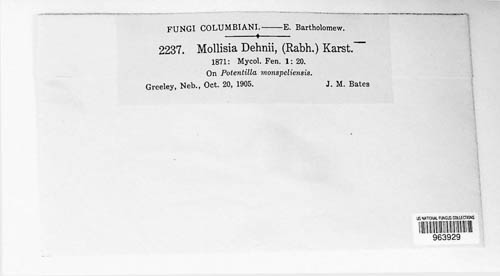 FUNGI COLUMBIANI.—E. Bartholomew.
2237. Mollisia Dehnii, (Rabh.) Karst.
1871: Mycol. Fen. 1: 20.
On Potentilla monspeliensis.
Greeley, Neb., Oct. 20, 1905. J. M. Bates
US NATIONAL FUNGUS COLLECTIONS
963929